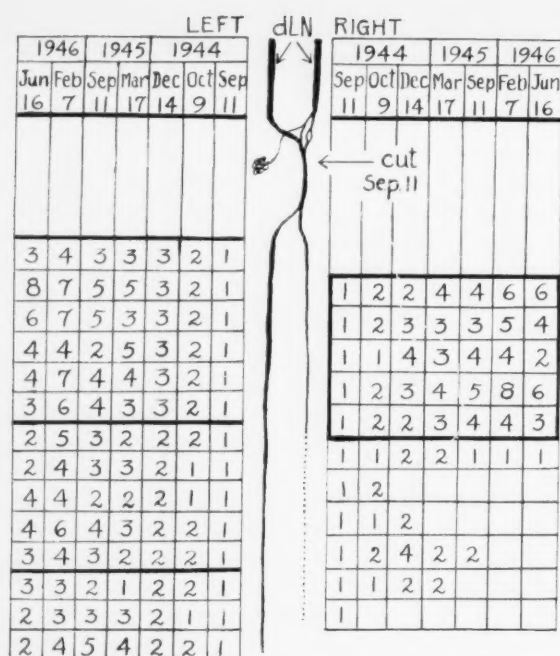 LEFT dLN RIGHT
1946 1945 1944
Jun Feb Sep Mar Dec Oct Sep
16 7 11 17 14 9 11
1944 1945 1946
Sep Oct Dec Mar Sep Feb Jun
11 9 14 17 11 7 16
cut
Sep. 11
3 4 3 3 3 2 1
8 7 5 5 3 2 1
6 7 5 3 3 2 1
4 4 2 5 3 2 1
4 7 4 4 3 2 1
3 6 4 3 3 2 1
2 5 3 2 2 2 1
2 4 3 3 2 1 1
4 4 2 2 2 1 1
4 6 4 3 2 2 1
3 4 3 2 2 2 1
3 3 2 1 2 2 1
2 3 3 3 2 1 1
2 4 5 4 2 2 1
1 2 2 4 4 6 6
1 2 3 3 3 5 4
1 1 4 3 4 4 2
1 2 3 4 5 8 6
1 2 2 3 4 4 3
1 1 2 2 1 1 1
1 2
1 1 2
1 2 4 2 2
1 1 2 2
1